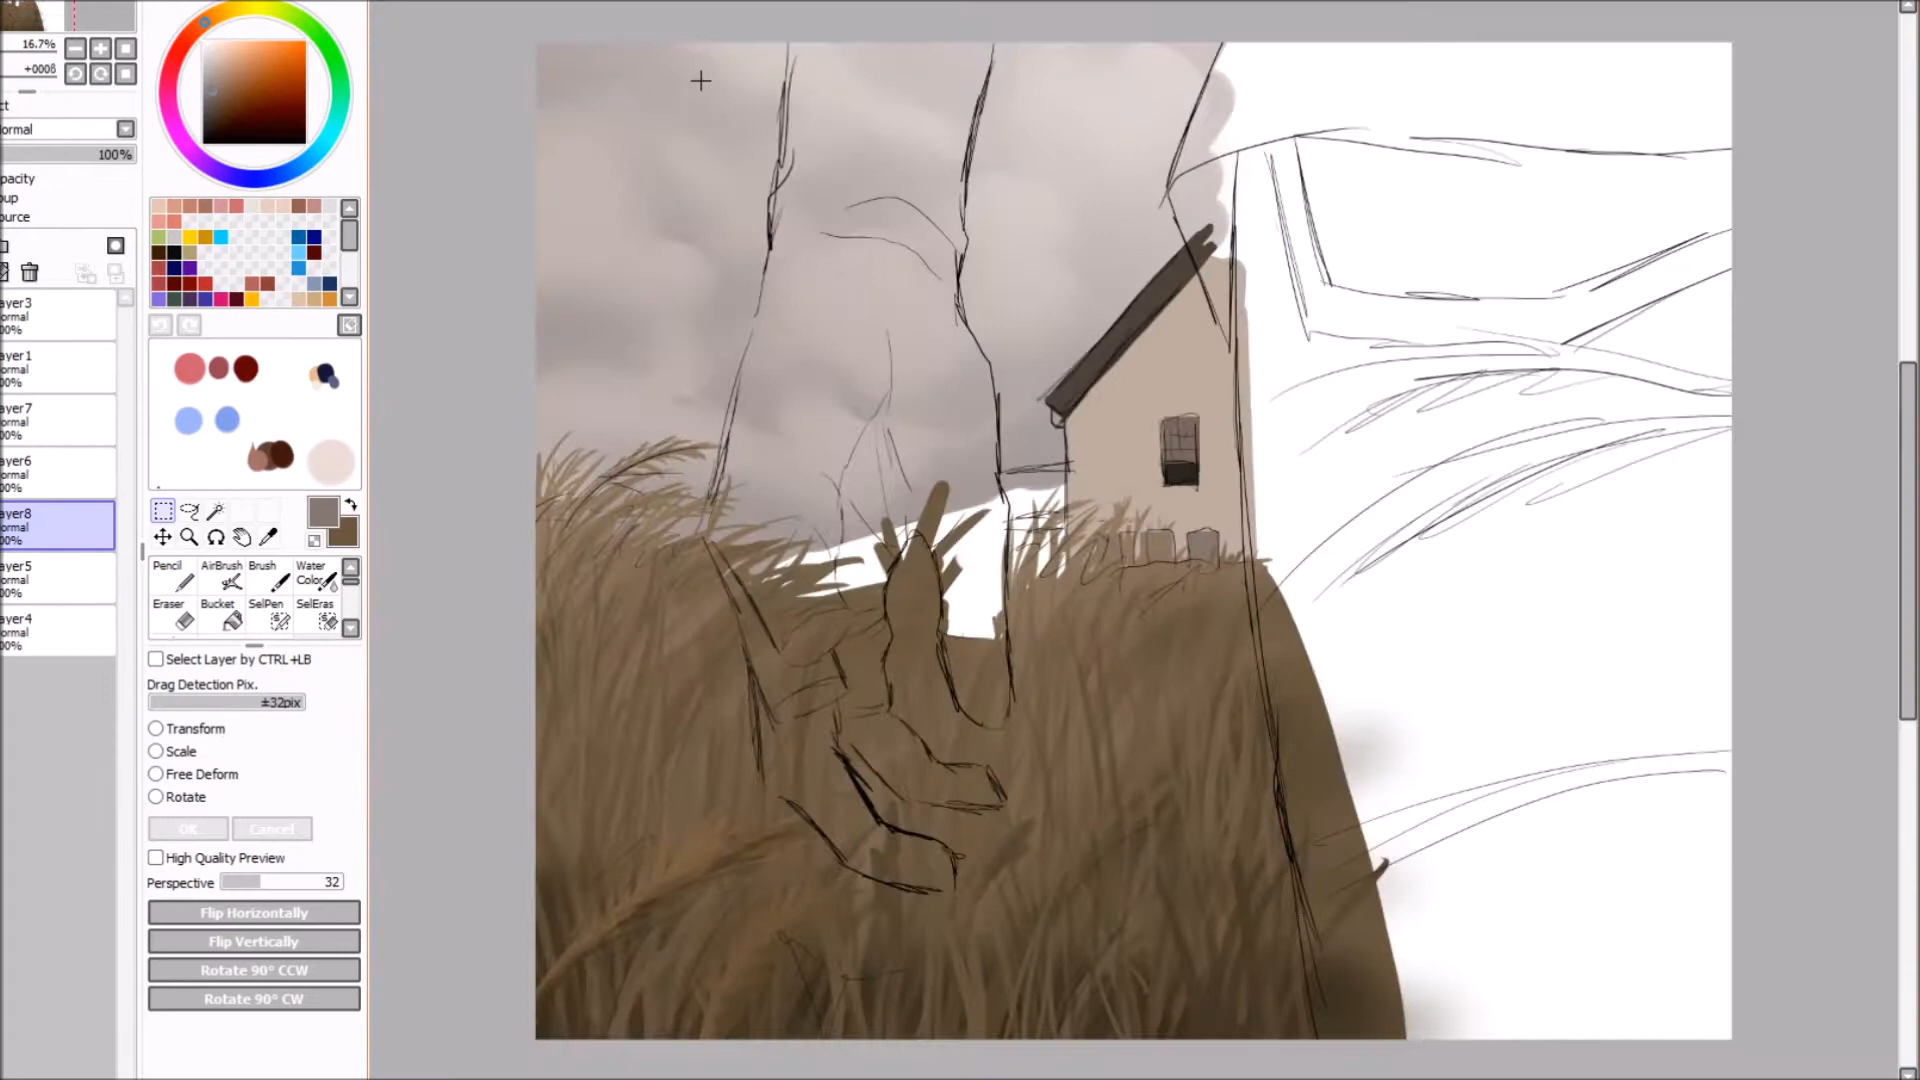 16.7%
+0008
ct
ormal
100%
pacity
oup
ource
ayer3
ormal
00%
ayer1
ormal
00%
ayer7
ormal
00%
ayer6
ormal
00%
ayer8
ormal
00%
ayer5
ormal
00%
ayer4
ormal
00%
Pencil AirBrush Brush Water Color
Eraser Bucket SelPen SelEras
Select Layer by CTRL+LB
Drag Detection Pix.
±32pix
Transform
Scale
Free Deform
Rotate
OK Cancel
High Quality Preview
Perspective 32
Flip Horizontally
Flip Vertically
Rotate 90° CCW
Rotate 90° CW